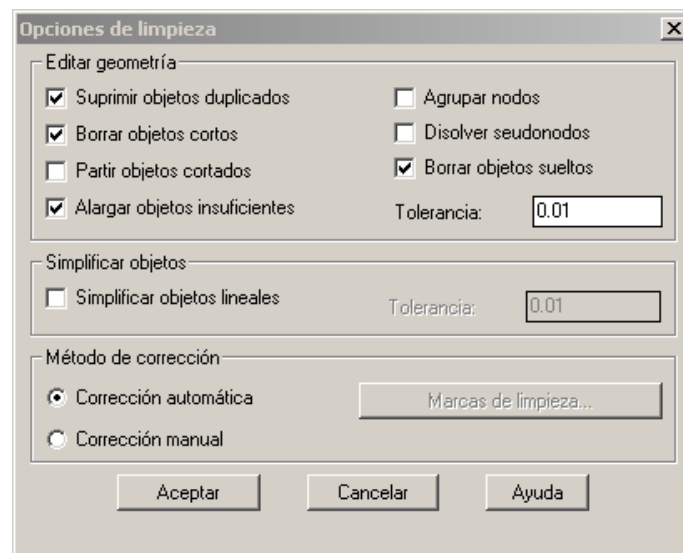 Opciones de limpieza
Editar geometría
Suprimir objetos duplicados
Agrupar nodos
Borrar objetos cortos
Disolver seudonodos
Partir objetos cortados
Borrar objetos sueltos
Alargar objetos insuficientes
Tolerancia: 0.01
Simplificar objetos
Simplificar objetos lineales
Tolerancia: 0.01
Método de corrección
Corrección automática
Marcas de limpieza...
Corrección manual
Aceptar Cancelar Ayuda